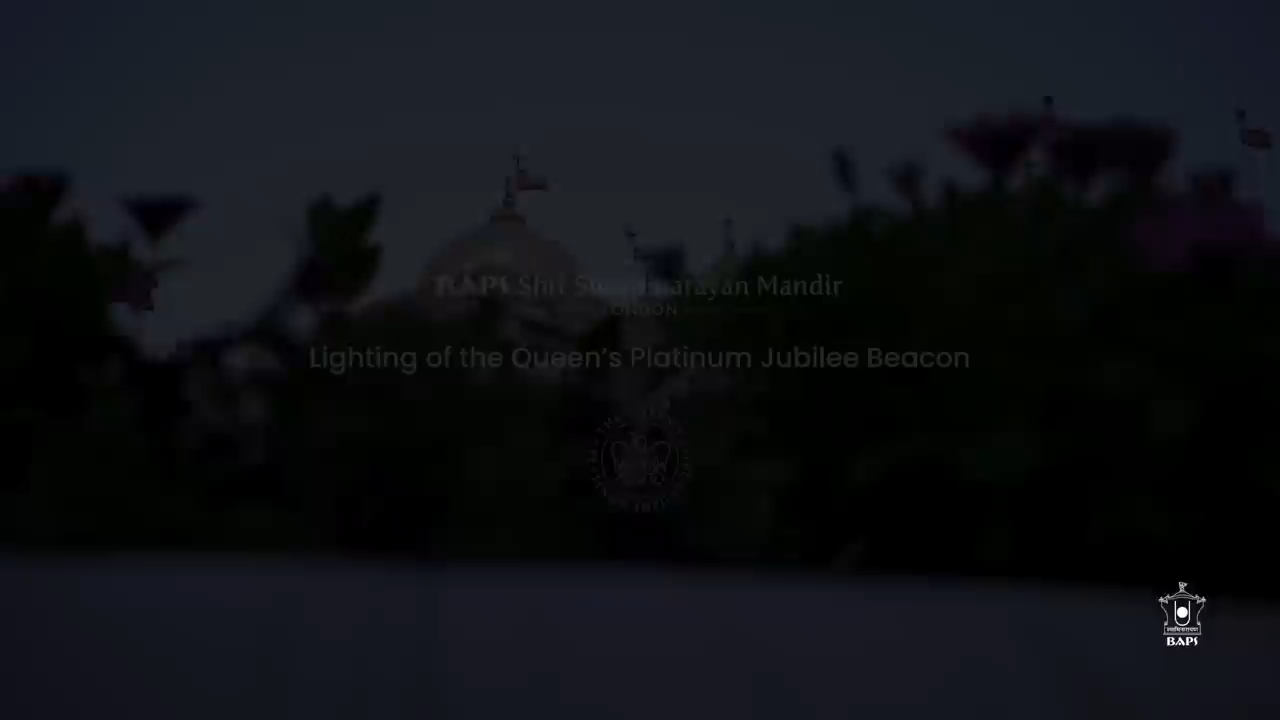 BAPS Shri Swaminarayan Mandir
LONDON
Lighting of the Queen's Platinum Jubilee Beacon
BAPS